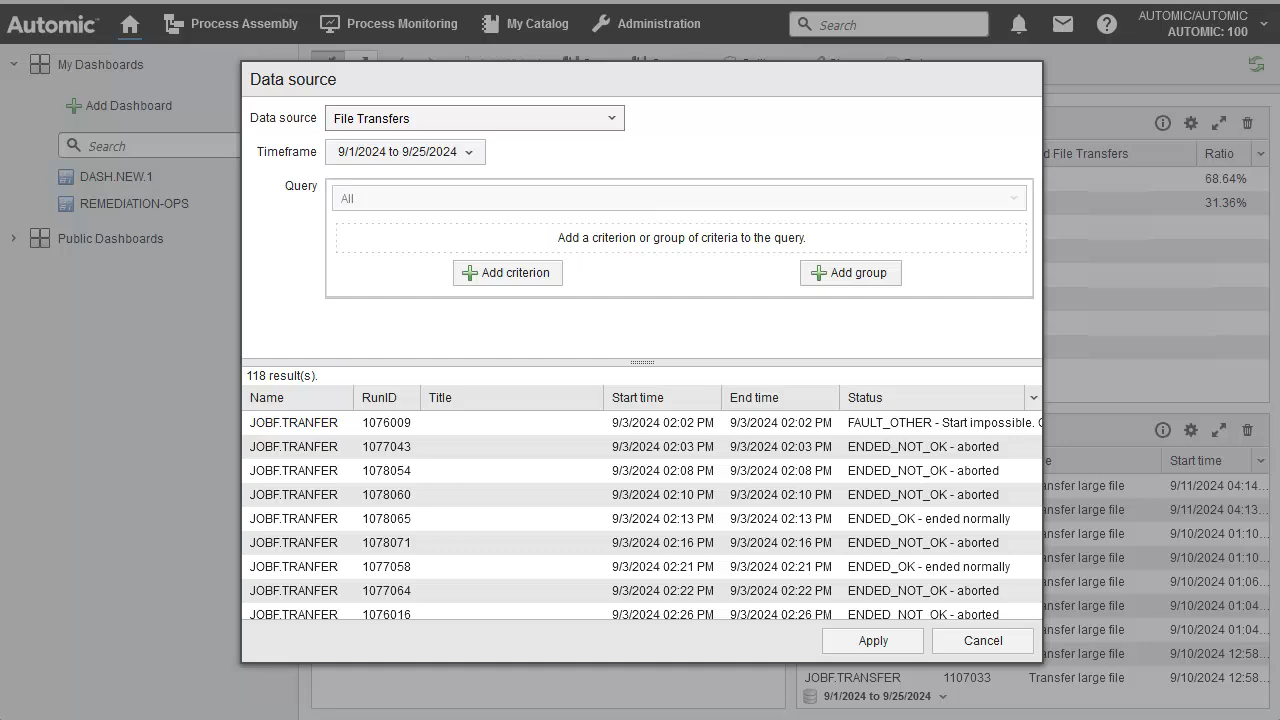 Automic
Process Assembly
Process Monitoring
My Catalog
Administration
Search
AUTOMIC/AUTOMIC
AUTOMIC: 100
My Dashboards
Add Dashboard
Search
DASH.NEW.1
REMEDIATION-OPS
Public Dashboards
Data source
Data source File Transfers
Timeframe 9/1/2024 to 9/25/2024
Query All
Add a criterion or group of criteria to the query.
Add criterion Add group
118 result(s).
Name RunID Title Start time End time Status
JOBF.TRANFER 1076009 9/3/2024 02:02 PM 9/3/2024 02:02 PM FAULT_OTHER - Start impossible.
JOBF.TRANFER 1077043 9/3/2024 02:03 PM 9/3/2024 02:03 PM ENDED_NOT_OK - aborted
JOBF.TRANFER 1078054 9/3/2024 02:08 PM 9/3/2024 02:08 PM ENDED_NOT_OK - aborted
JOBF.TRANFER 1078060 9/3/2024 02:10 PM 9/3/2024 02:10 PM ENDED_NOT_OK - aborted
JOBF.TRANFER 1078065 9/3/2024 02:13 PM 9/3/2024 02:13 PM ENDED_OK - ended normally
JOBF.TRANFER 1078071 9/3/2024 02:16 PM 9/3/2024 02:16 PM ENDED_NOT_OK - aborted
JOBF.TRANFER 1077058 9/3/2024 02:21 PM 9/3/2024 02:21 PM ENDED_OK - ended normally
JOBF.TRANFER 1077064 9/3/2024 02:22 PM 9/3/2024 02:22 PM ENDED_NOT_OK - aborted
JOBF.TRANFER 1076016 9/3/2024 02:26 PM 9/3/2024 02:26 PM ENDED_NOT_OK - aborted
Apply Cancel
d File Transfers Ratio
68.64%
31.36%
Start time
ansfer large file 9/11/2024 04:14...
ansfer large file 9/11/2024 04:13...
ansfer large file 9/10/2024 01:10...
ansfer large file 9/10/2024 01:10...
ansfer large file 9/10/2024 01:06...
ansfer large file 9/10/2024 01:04...
ansfer large file 9/10/2024 01:04...
ansfer large file 9/10/2024 12:58...
JOBF.TRANSFER 1107033 Transfer large file 9/10/2024 12:58...
9/1/2024 to 9/25/2024